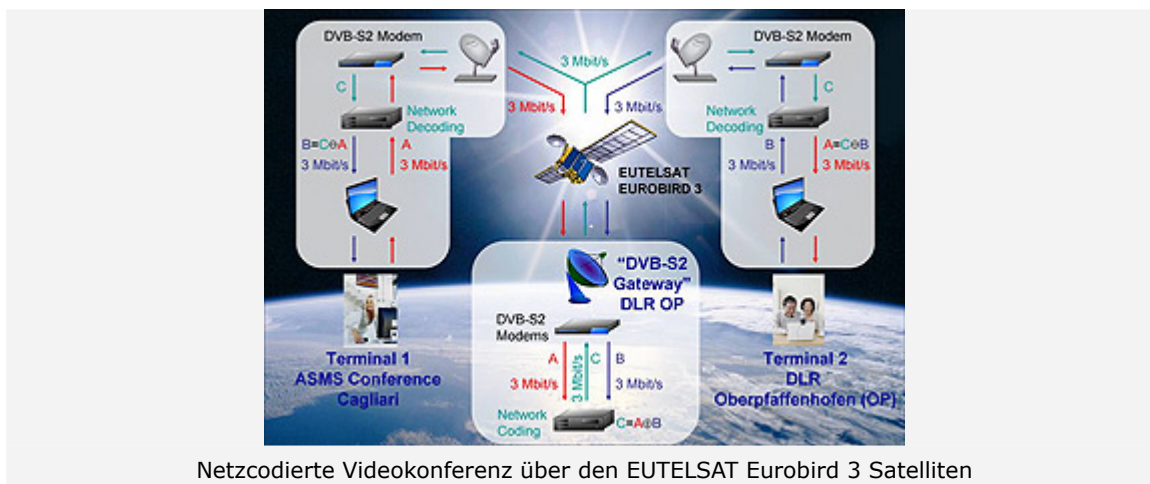 DVB-S2 Modem
DVB-S2 Modem
3 Mbit/s
C
C
3 Mbit/s
3 Mbit/s
Network
Decoding
Network
Decoding
B=C⊕A
A
B
A=C⊕B
3 Mbit/s
3 Mbit/s
3 Mbit/s
3 Mbit/s
EUTELSAT
EUROBIRD 3
"DVB-S2
Gateway"
DLR OP
DVB-S2
Modems
A
C
B
3 Mbit/s
3 Mbit/s
3 Mbit/s
Network
Coding
C=A⊕B
Terminal 1
ASMS Conference
Cagliari
Terminal 2
DLR
Oberpfaffenhofen (OP)
Netzcodierte Videokonferenz über den EUTELSAT Eurobird 3 Satelliten